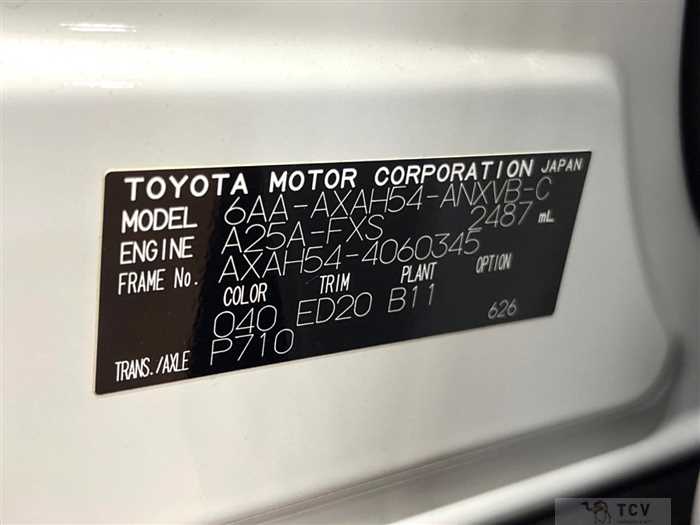 TOYOTA MOTOR CORPORATION JAPAN
MODEL 6AA-AXAH54-ANXVB-C
ENGINE A25A-FXS 2487 mL
FRAME No. AXAH54-4060345
COLOR TRIM PLANT OPTION
040 ED20 B11 626
TRANS./AXLE P710
TCV